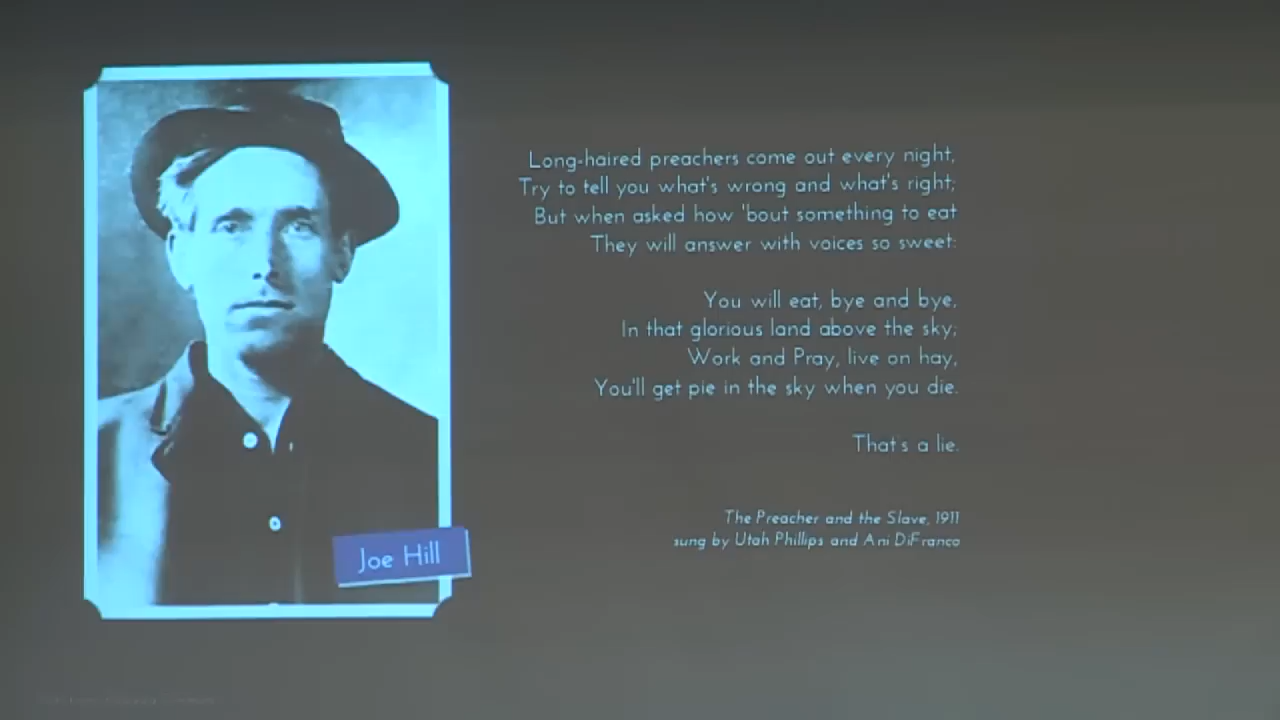 Long-haired preachers come out every night,
Try to tell you what's wrong and what's right;
But when asked how 'bout something to eat
They will answer with voices so sweet:
You will eat, bye and bye,
In that glorious land above the sky;
Work and Pray, live on hay,
You'll get pie in the sky when you die.
That's a lie.
The Preacher and the Slave, 1911
sung by Utah Phillips and Ani DiFranco
Joe Hill